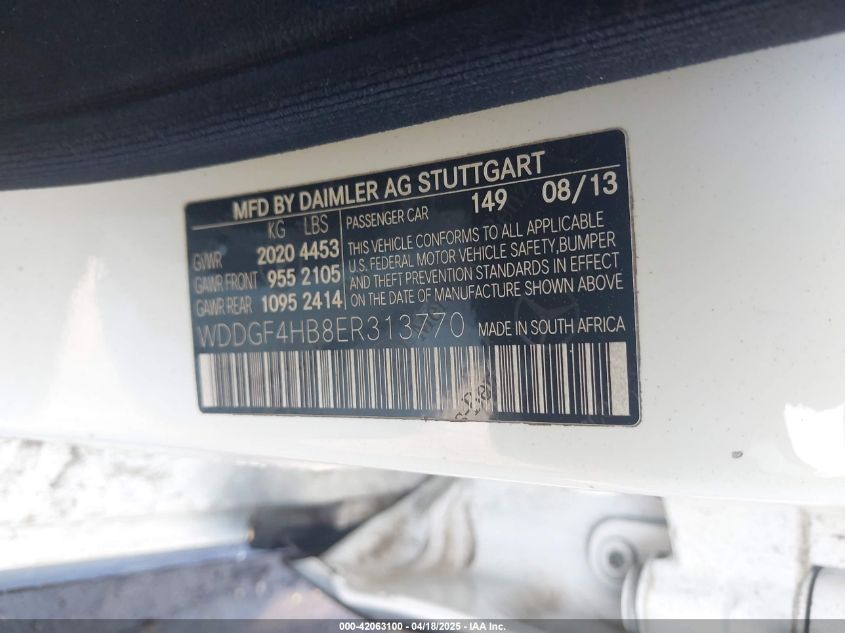 MFD BY DAIMLER AG STUTTGART
KG LBS
GVWR 2020 4453
GAWR FRONT 955 2105
GAWR REAR 1095 2414
PASSENGER CAR 149 08/13
THIS VEHICLE CONFORMS TO ALL APPLICABLE
U.S. FEDERAL MOTOR VEHICLE SAFETY, BUMPER
AND THEFT PREVENTION STANDARDS IN EFFECT
ON THE DATE OF MANUFACTURE SHOWN ABOVE
WDDGF4HB8ER313770 MADE IN SOUTH AFRICA
000-42063100 | 04/18/2025 - © IAA Inc.